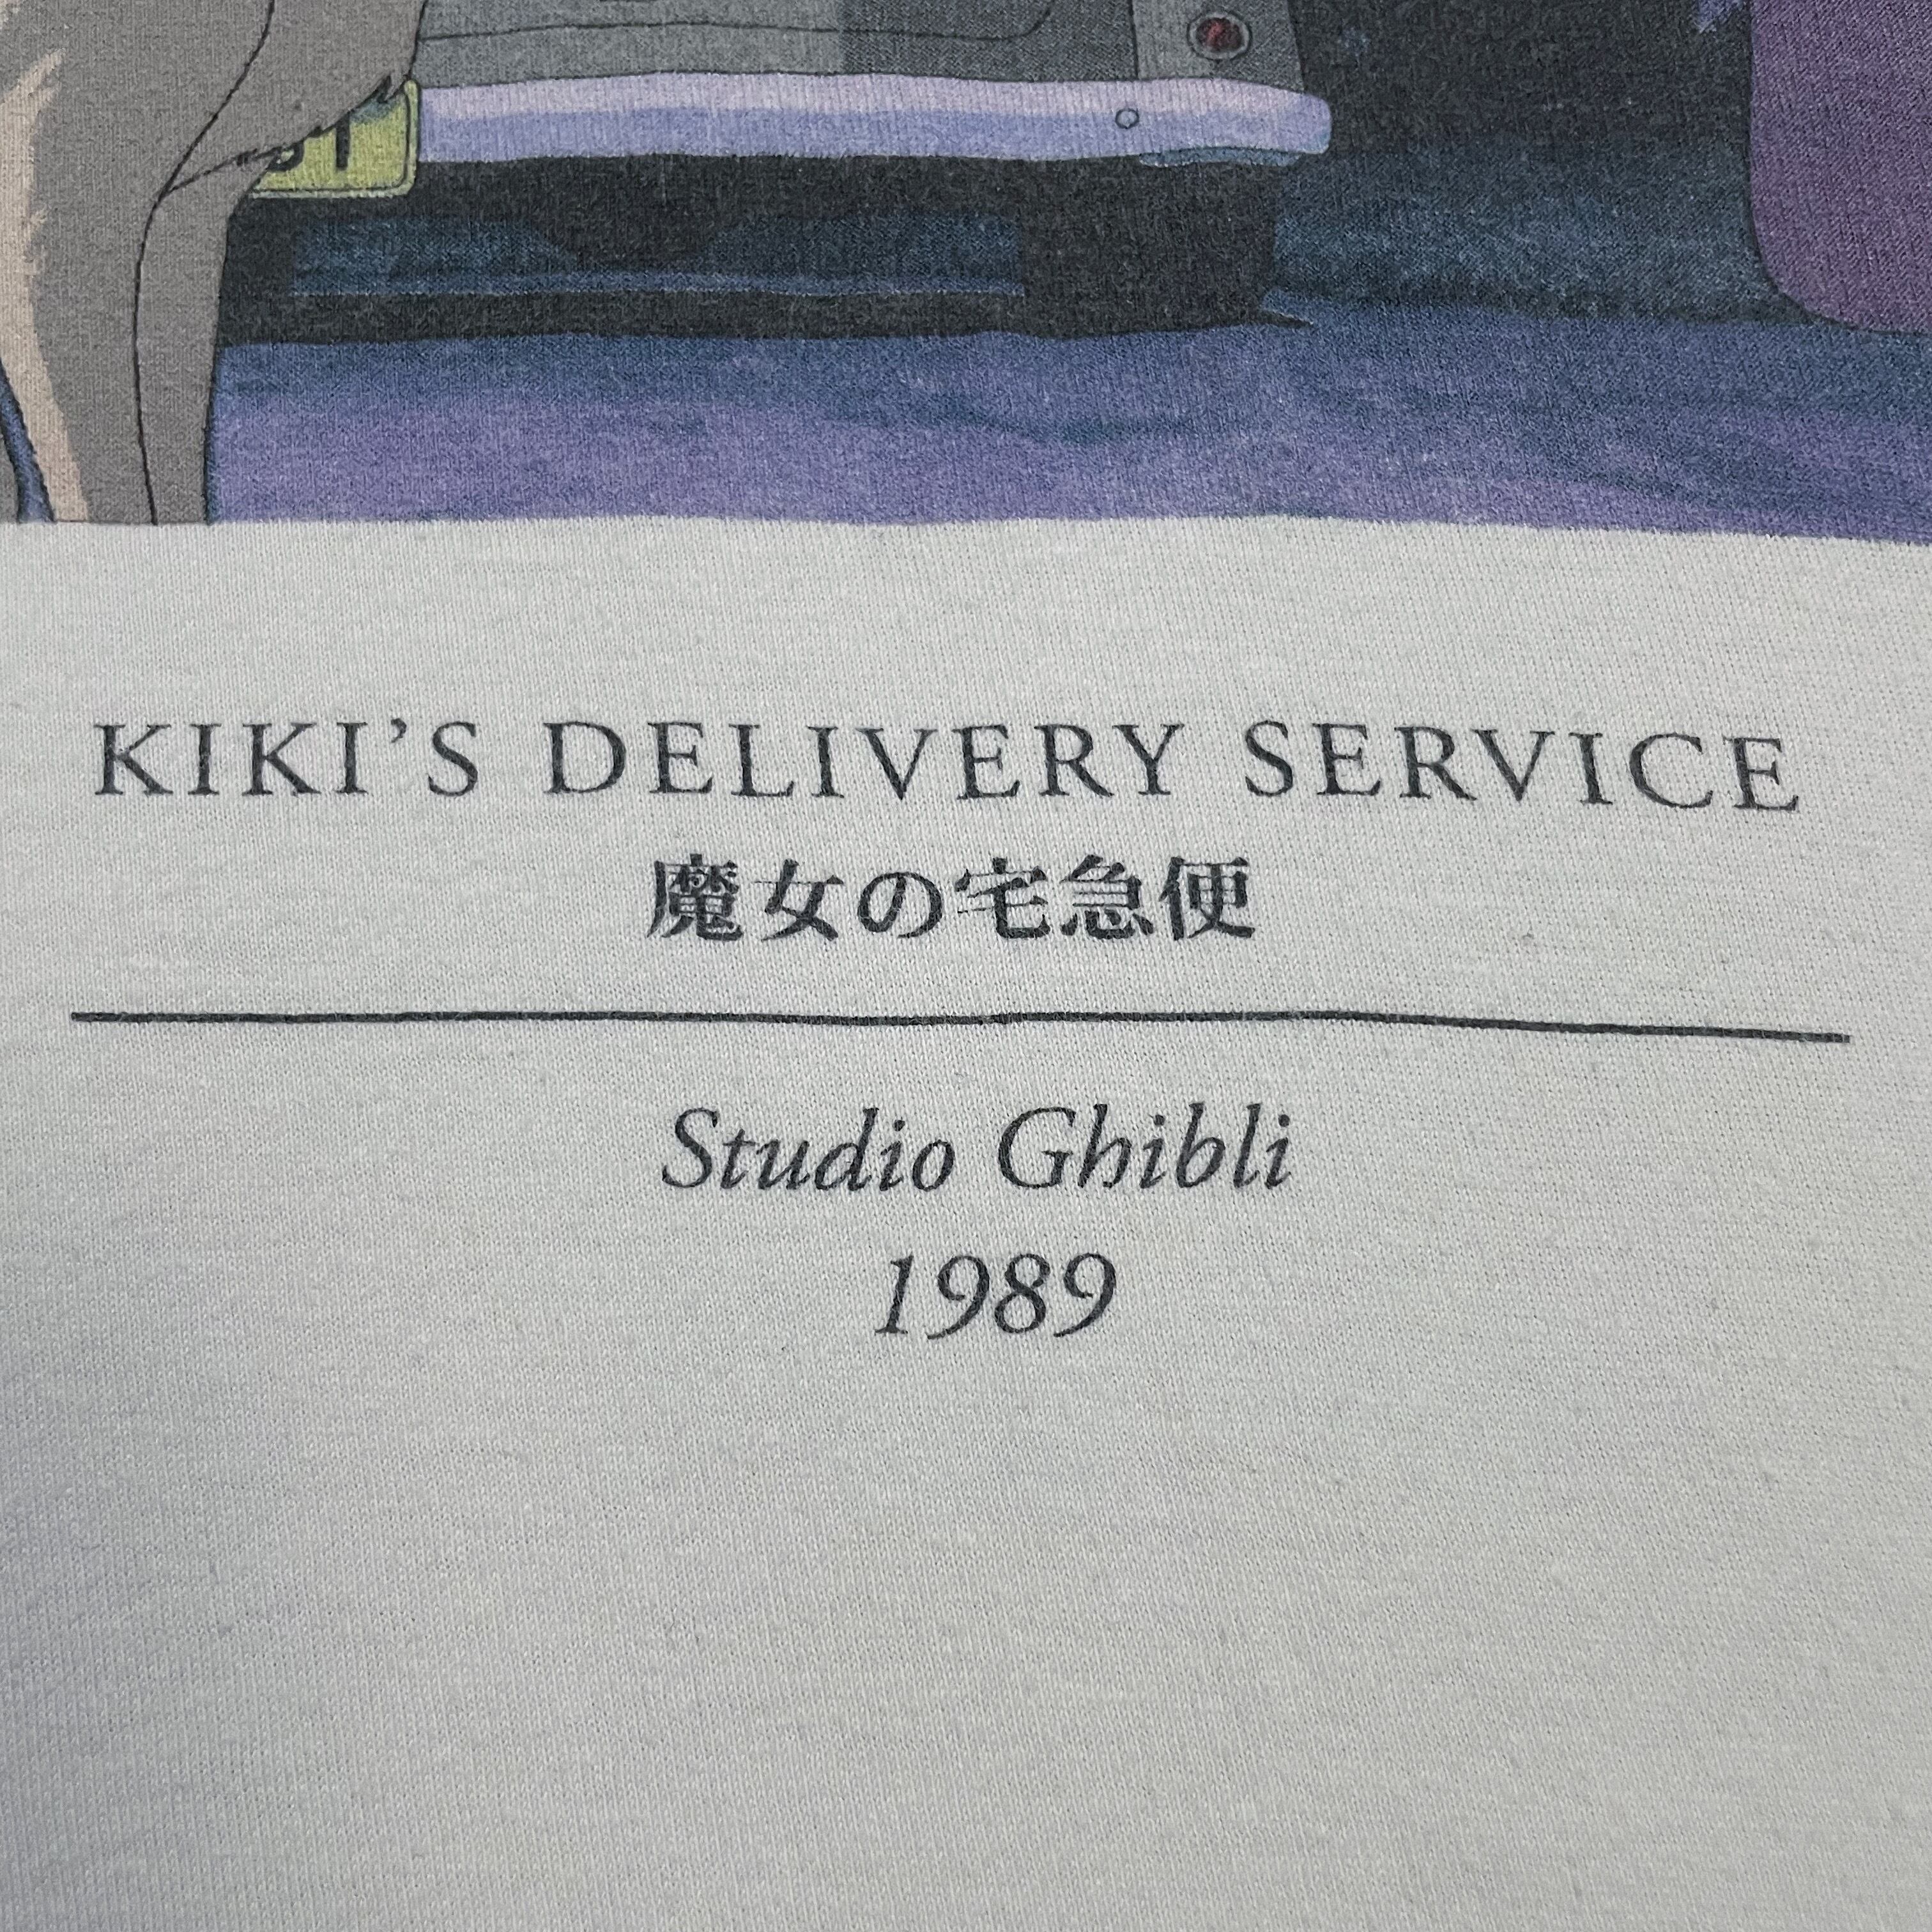 KIKI'S DELIVERY SERVICE
魔女の宅急便
Studio Ghibli
1989